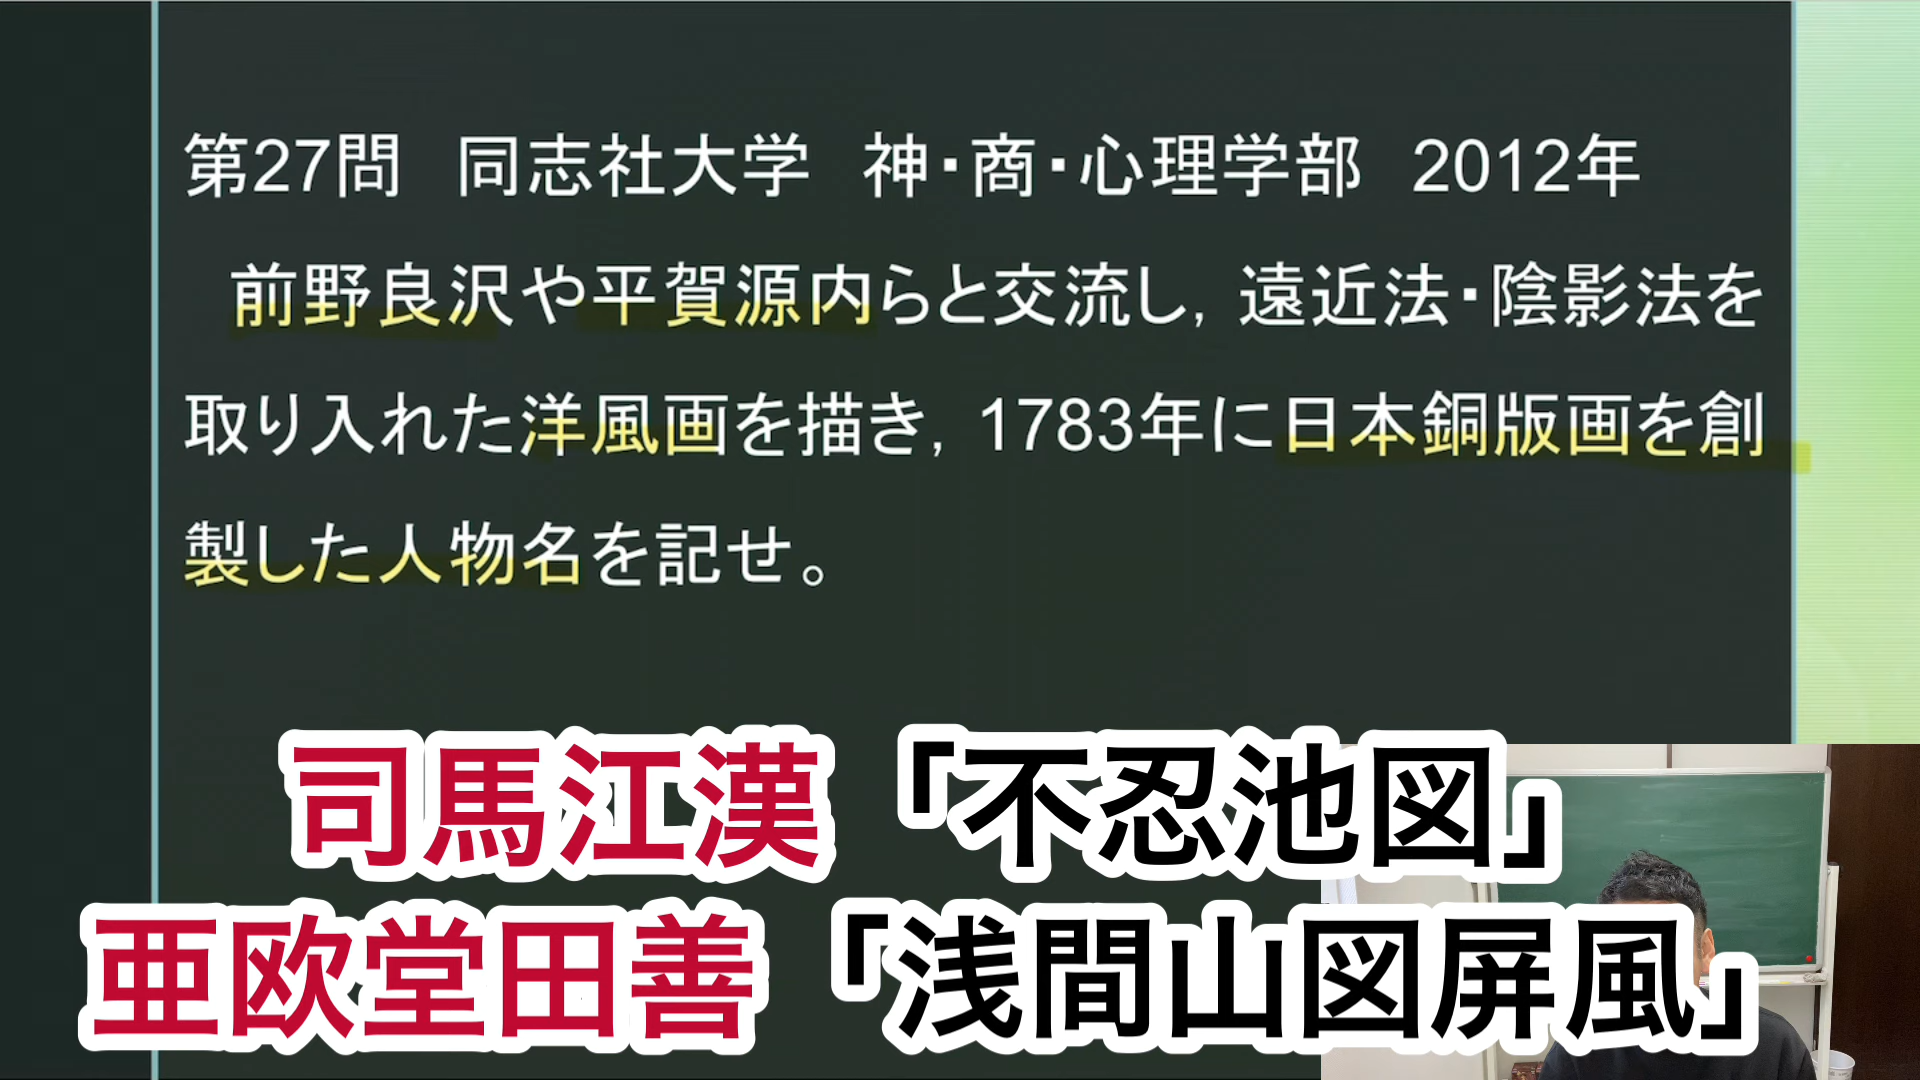 第27問　同志社大学　神・商・心理学部　2012年
前野良沢や平賀源内らと交流し，遠近法・陰影法を
取り入れた洋風画を描き，1783年に日本銅版画を創
製した人物名を記せ。
司馬江漢「不忍池図」
亜欧堂田善「浅間山図屏風」